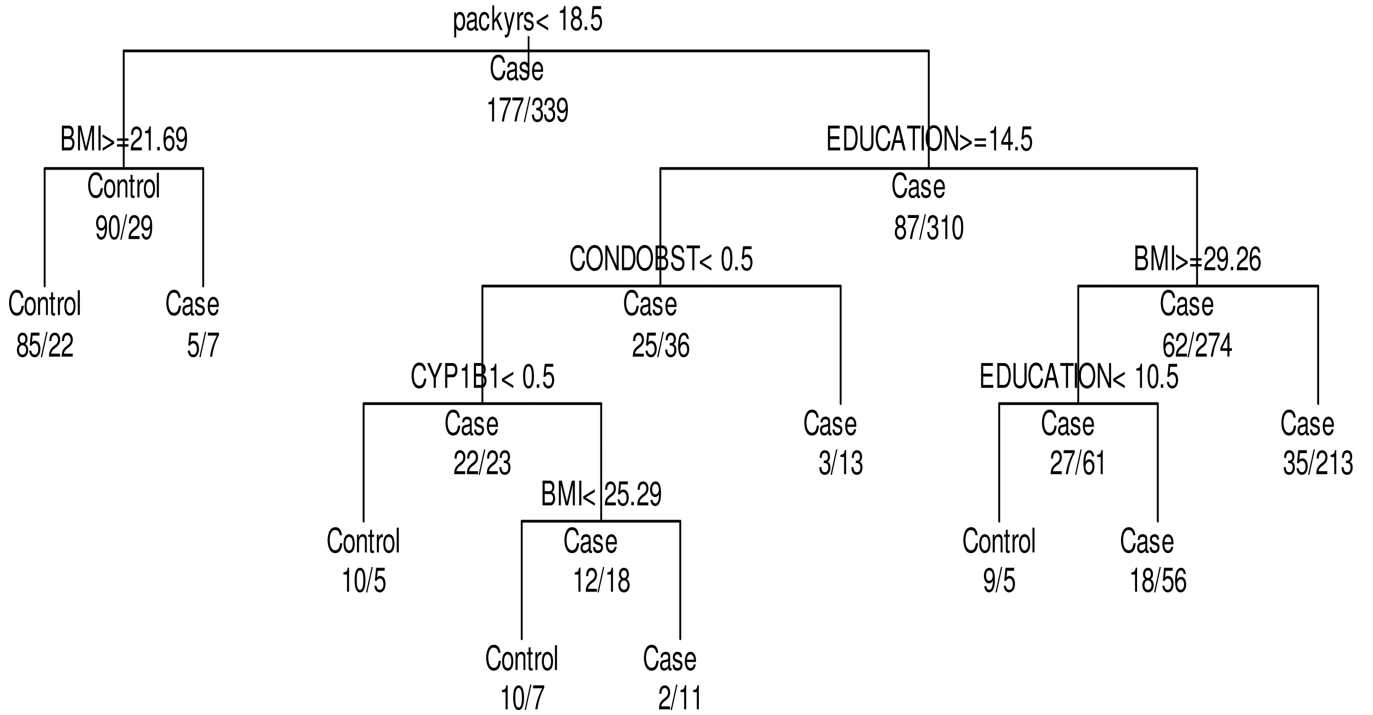 packyrs< 18.5
Case
177/339
BMI>=21.69
EDUCATION>=14.5
Control
Case
90/29
87/310
CONDOBST< 0.5
BMI>=29.26
Control
Case
Case
Case
85/22
5/7
25/36
62/274
CYP1B1< 0.5
EDUCATION< 10.5
Case
Case
Case
Case
22/23
3/13
27/61
35/213
BMI< 25.29
Control
Case
Control
Case
10/5
12/18
9/5
18/56
Control
Case
10/7
2/11